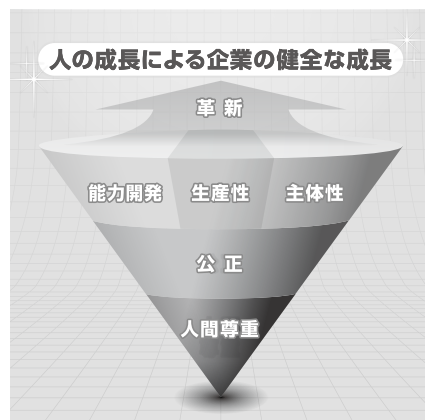 人の成長による企業の健全な成長
革 新
能力開発 生産性 主体性
公 正
人間尊重